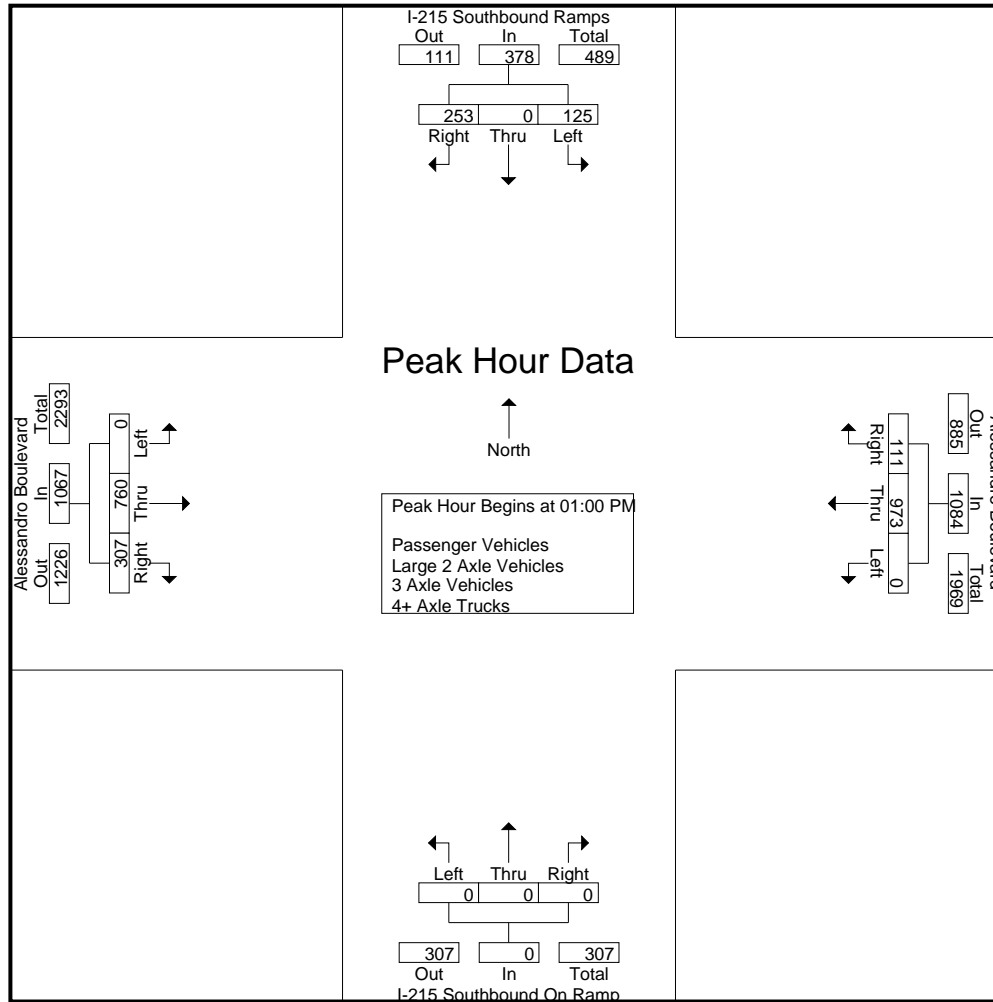 I-215 Southbound Ramps
Out In Total
111 378 489
253 0 125
Right Thru Left
Peak Hour Data
North
Peak Hour Begins at 01:00 PM
Passenger Vehicles
Large 2 Axle Vehicles
3 Axle Vehicles
4+ Axle Trucks
Alessandro Boulevard
Out In Total
1226 1067 2293
307 760 0
Right Thru Left
Out In Total
885 1084 1969
111 973 0
Right Thru Left
Left Thru Right
0 0 0
307 0 307
Out In Total
I-215 Southbound On Ramp